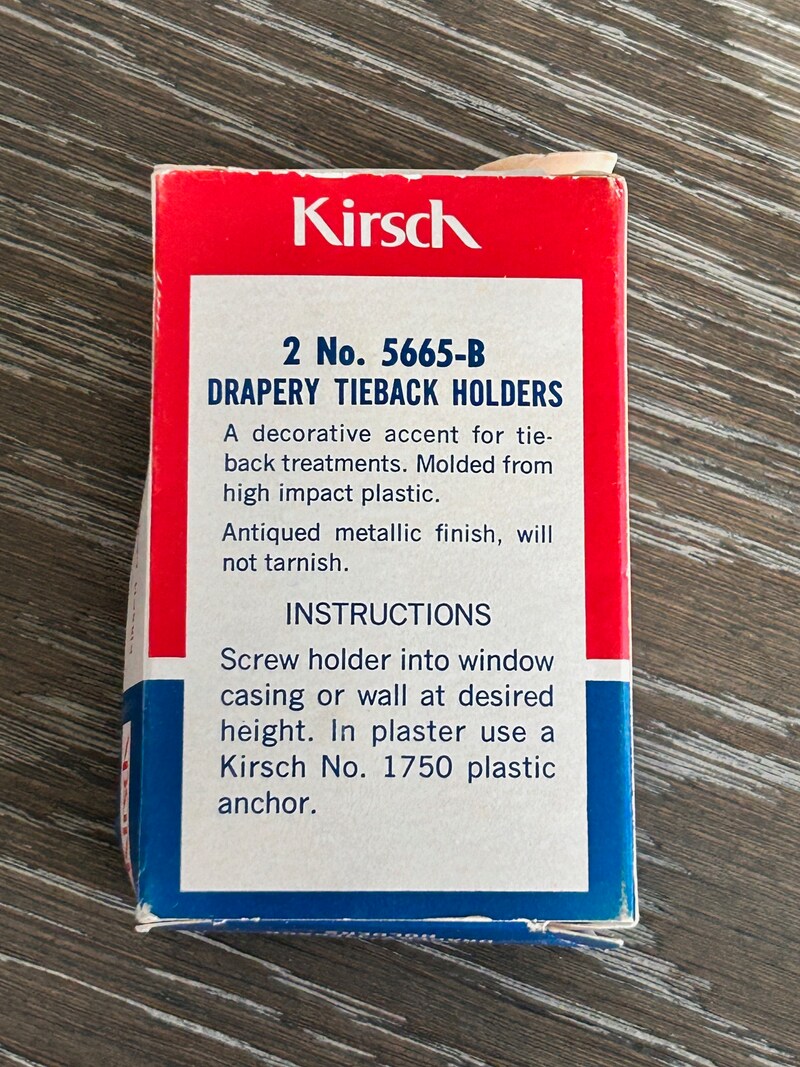 Kirsch
2 No. 5665-B
DRAPERY TIEBACK HOLDERS
A decorative accent for tie-
back treatments. Molded from
high impact plastic.
Antiqued metallic finish, will
not tarnish.
INSTRUCTIONS
Screw holder into window
casing or wall at desired
height. In plaster use a
Kirsch No. 1750 plastic
anchor.